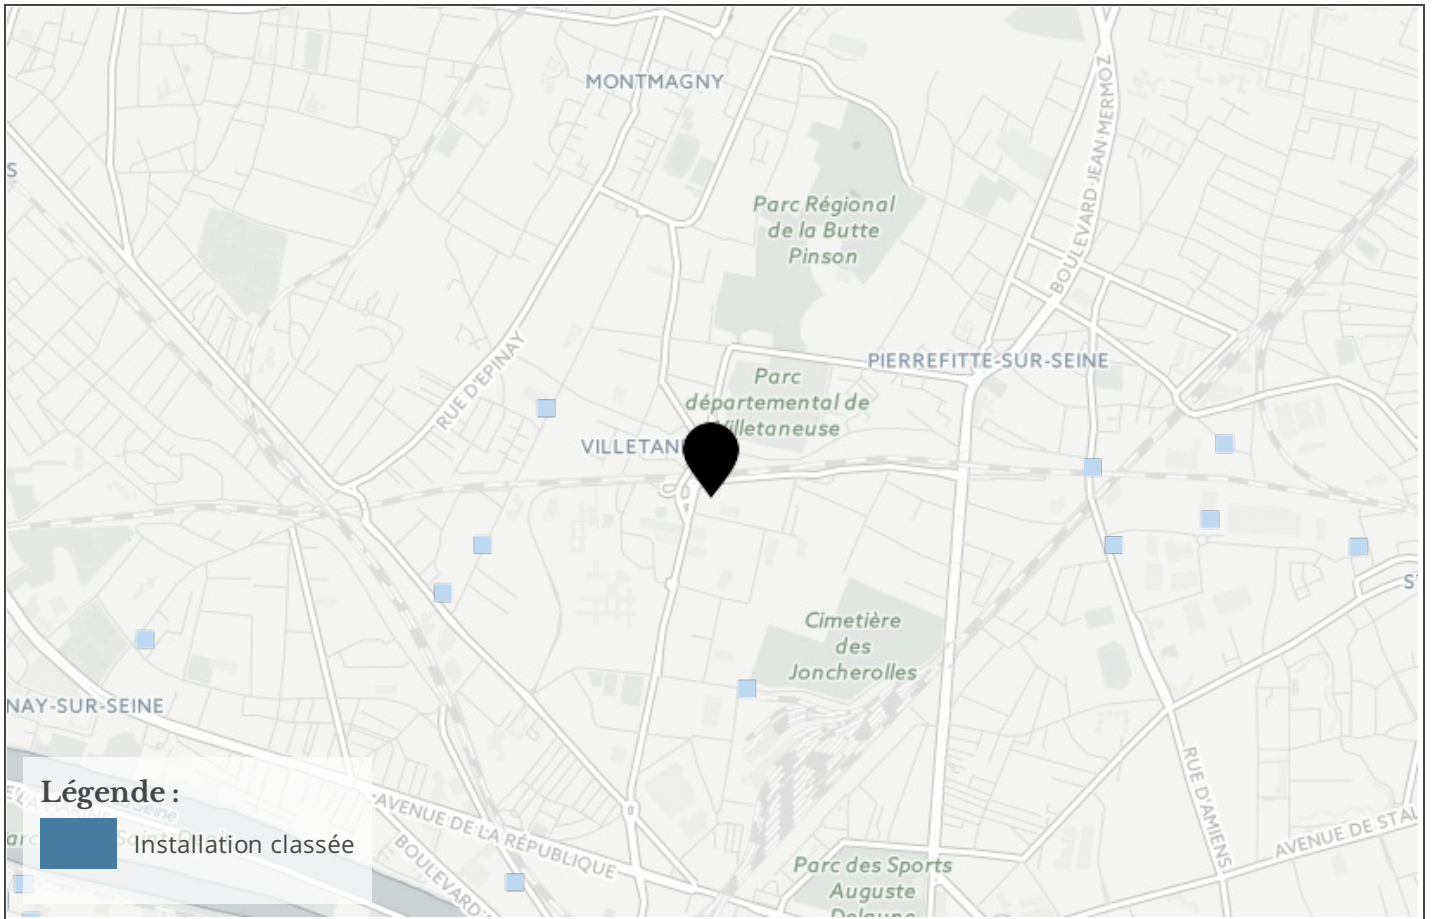 MONTMAGNY
BOULEVARD JEAN MERMOZ
S
Parc Régional
de la Butte
Pinson
RUE D'EPINAY
PIERREFITTE-SUR-SEINE
Parc
départemental de
Villetaneuse
VILLETAN
Cimetière
des
Joncherolles
NAY-SUR-SEINE
RUE D'AMIENS
Légende :
Installation classée
AVENUE DE LA RÉPUBLIQUE
BOULEVARD
AVENUE DE STAL
Parc des Sports
Auguste
Delaune